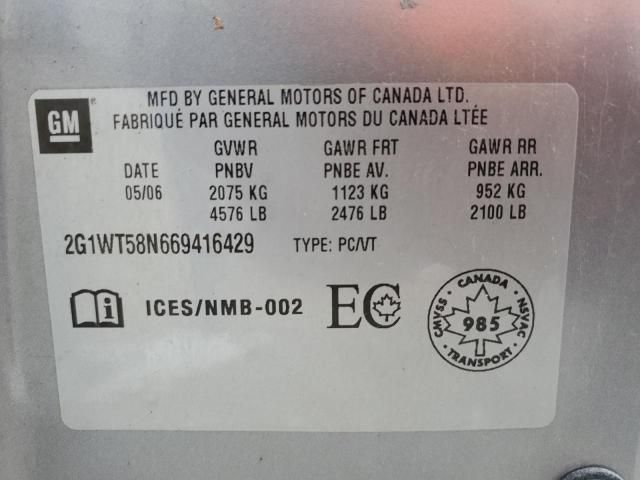 GM
MFD BY GENERAL MOTORS OF CANADA LTD.
FABRIQUÉ PAR GENERAL MOTORS DU CANADA LTÉE
GVWR GAWR FRT GAWR RR
DATE PNBV PNBE AV. PNBE ARR.
05/06 2075 KG 1123 KG 952 KG
4576 LB 2476 LB 2100 LB
2G1WT58N669416429 TYPE: PC/VT
i ICES/NMB-002 EC
CMVSS • CANADA • NSVAC • TRANSPORT •
985